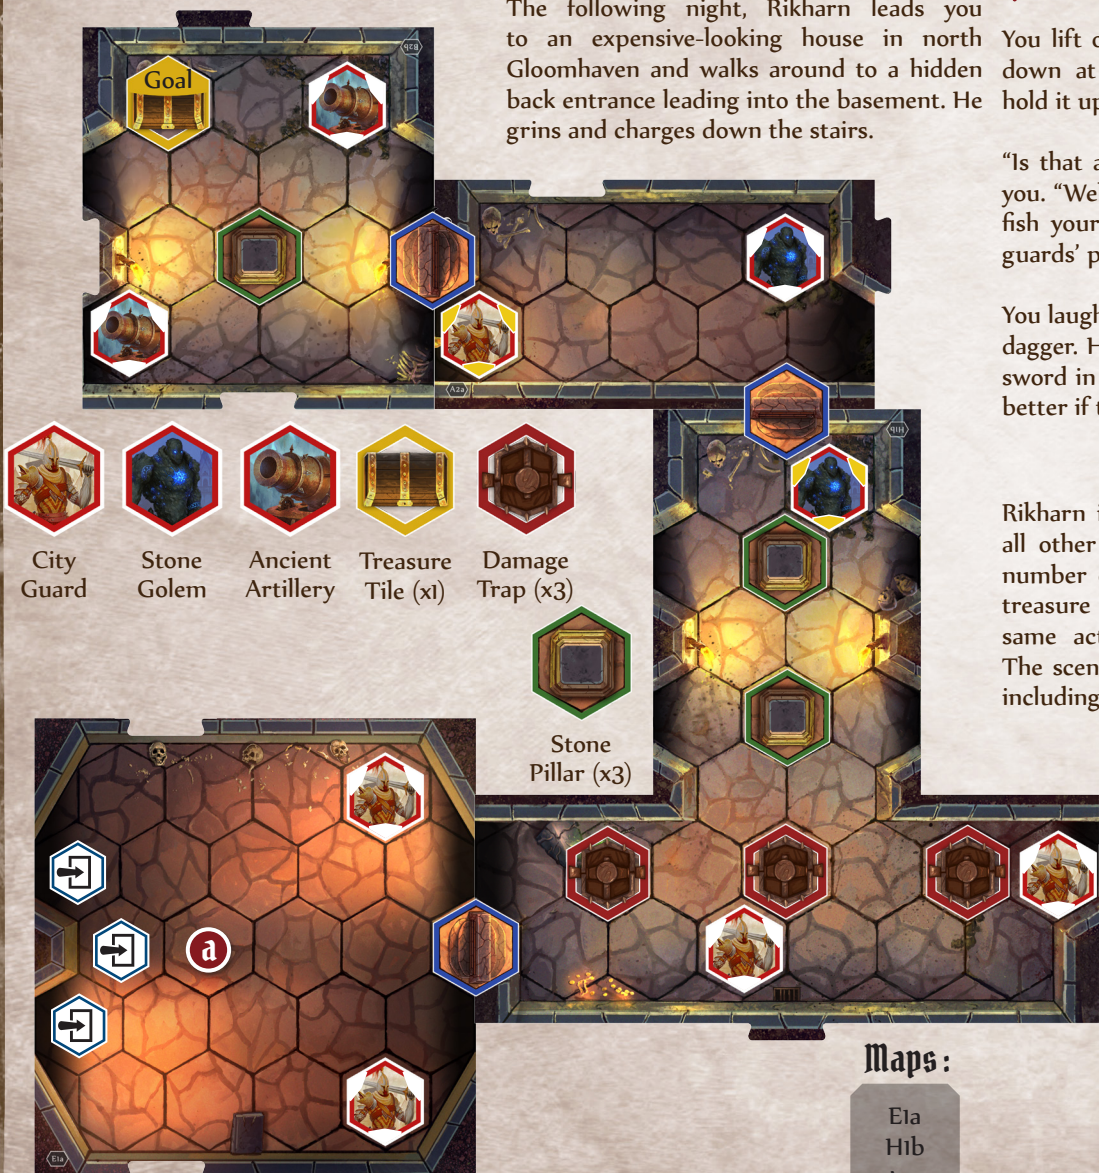 The following night, Rikharn leads you
to an expensive-looking house in north
Gloomhaven and walks around to a hidden
back entrance leading into the basement. He
grins and charges down the stairs.
You lift
down at
hold it up
"Is that a
you.
fish your
guards'
You laugh
dagger.
sword in
better if
Rikharn
all other
number
treasure
same
The
including
B2b
Goal
A2a
H1b
City
Guard
Stone
Golem
Ancient
Artillery
Treasure
Tile (x1)
Damage
Trap (x3)
Stone
Pillar (x3)
a
E1a
Maps:
E1a
H1b